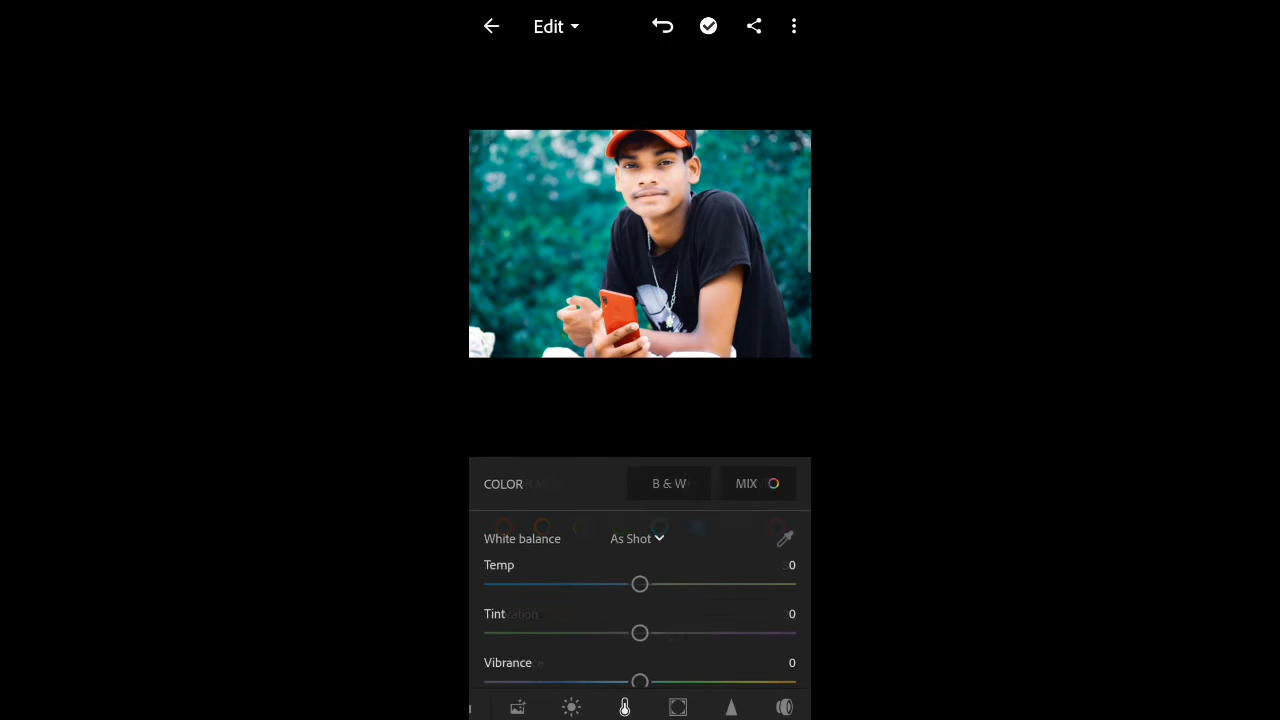 Edit
COLOR
B & W
MIX
White balance
As Shot
Temp
0
Tint
0
Vibrance
0